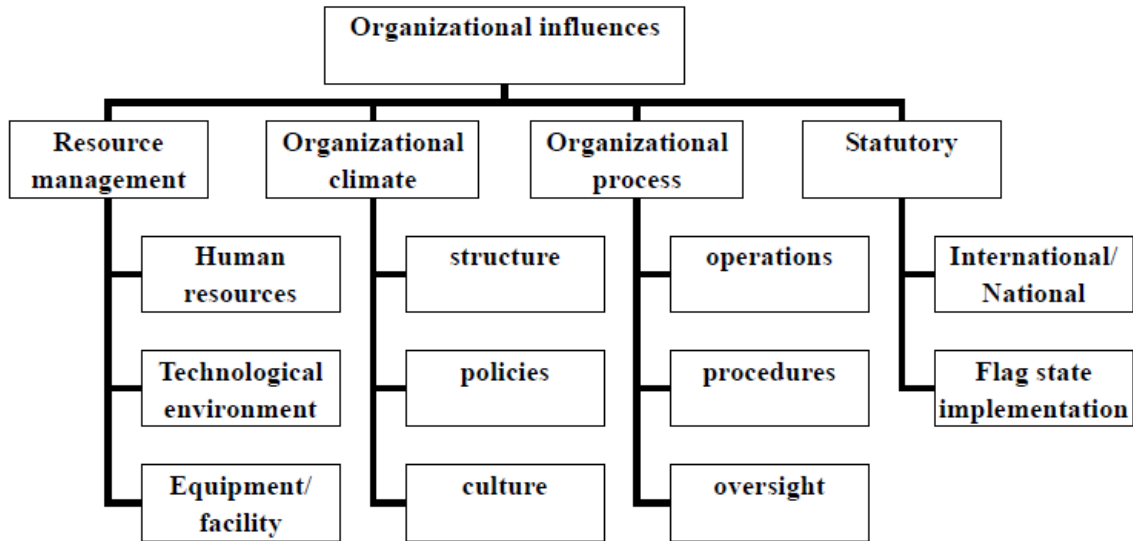 Organizational influences
Resource
management
Organizational
climate
Organizational
process
Statutory
Human
resources
structure
operations
International/
National
Technological
environment
policies
procedures
Flag state
implementation
Equipment/
facility
culture
oversight